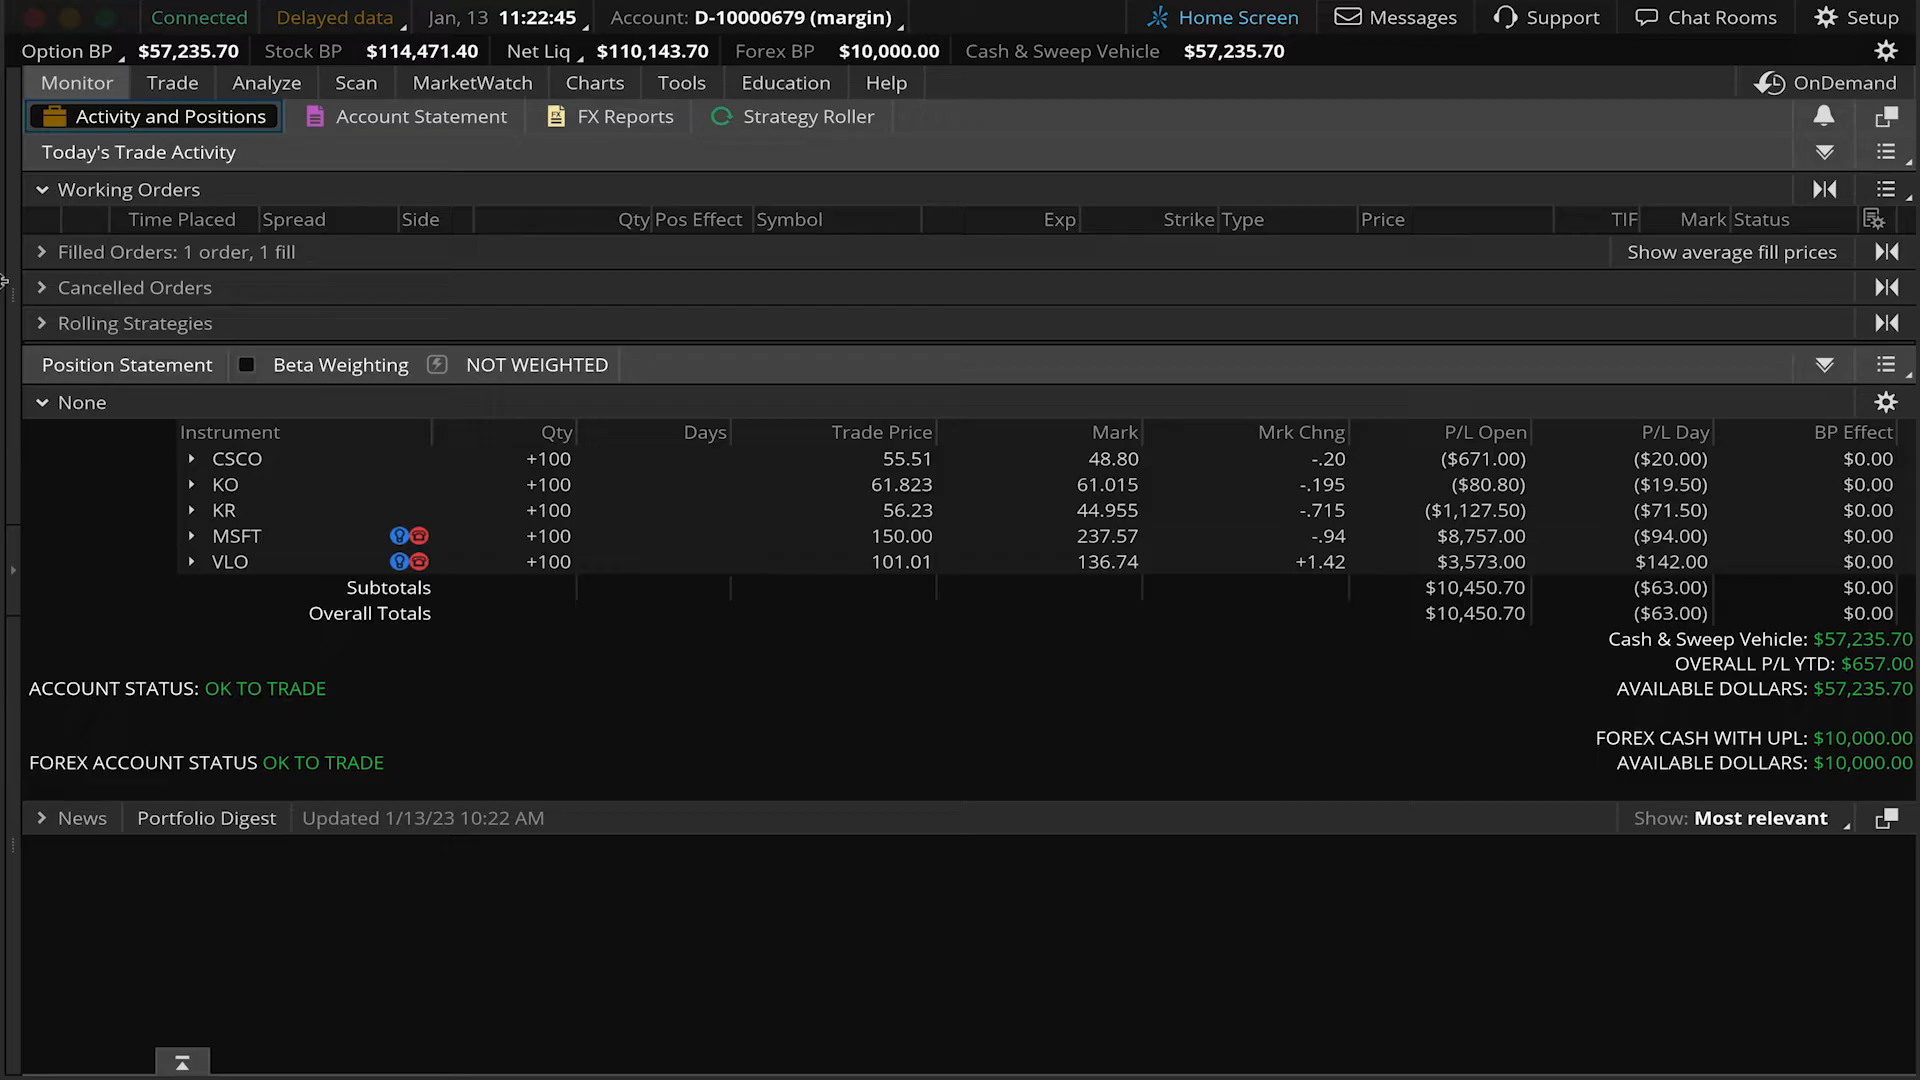 Connected Delayed data Jan, 13 11:22:45 Account: D-10000679 (margin) Home Screen Messages Support Chat Rooms Setup
Option BP $57,235.70 Stock BP $114,471.40 Net Liq $110,143.70 Forex BP $10,000.00 Cash & Sweep Vehicle $57,235.70
Monitor Trade Analyze Scan MarketWatch Charts Tools Education Help OnDemand
Activity and Positions Account Statement FX FX Reports Strategy Roller
Today's Trade Activity
Working Orders
Time Placed Spread Side Qty Pos Effect Symbol Exp Strike Type Price TIF Mark Status
Filled Orders: 1 order, 1 fill Show average fill prices
Cancelled Orders
Rolling Strategies
Position Statement Beta Weighting NOT WEIGHTED
None
Instrument Qty Days Trade Price Mark Mrk Chng P/L Open P/L Day BP Effect
CSCO +100 55.51 48.80 -.20 ($671.00) ($20.00) $0.00
KO +100 61.823 61.015 -.195 ($80.80) ($19.50) $0.00
KR +100 56.23 44.955 -.715 ($1,127.50) ($71.50) $0.00
MSFT +100 150.00 237.57 -.94 $8,757.00 ($94.00) $0.00
VLO +100 101.01 136.74 +1.42 $3,573.00 $142.00 $0.00
Subtotals $10,450.70 ($63.00) $0.00
Overall Totals $10,450.70 ($63.00) $0.00
Cash & Sweep Vehicle: $57,235.70
OVERALL P/L YTD: $657.00
ACCOUNT STATUS: OK TO TRADE AVAILABLE DOLLARS: $57,235.70
FOREX CASH WITH UPL: $10,000.00
FOREX ACCOUNT STATUS OK TO TRADE AVAILABLE DOLLARS: $10,000.00
News Portfolio Digest Updated 1/13/23 10:22 AM Show: Most relevant